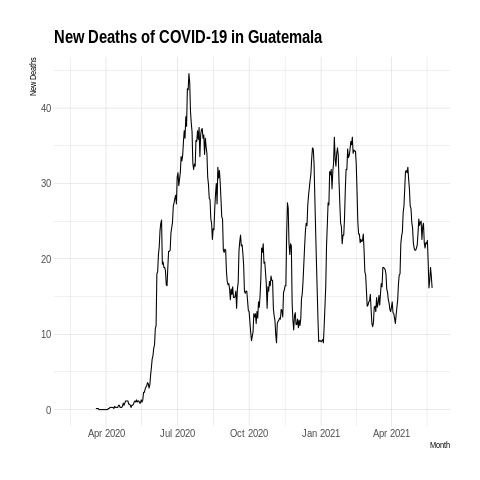 New Deaths of COVID-19 in Guatemala
New Deaths
40
30
20
10
0
Apr 2020 Jul 2020 Oct 2020 Jan 2021 Apr 2021
Month